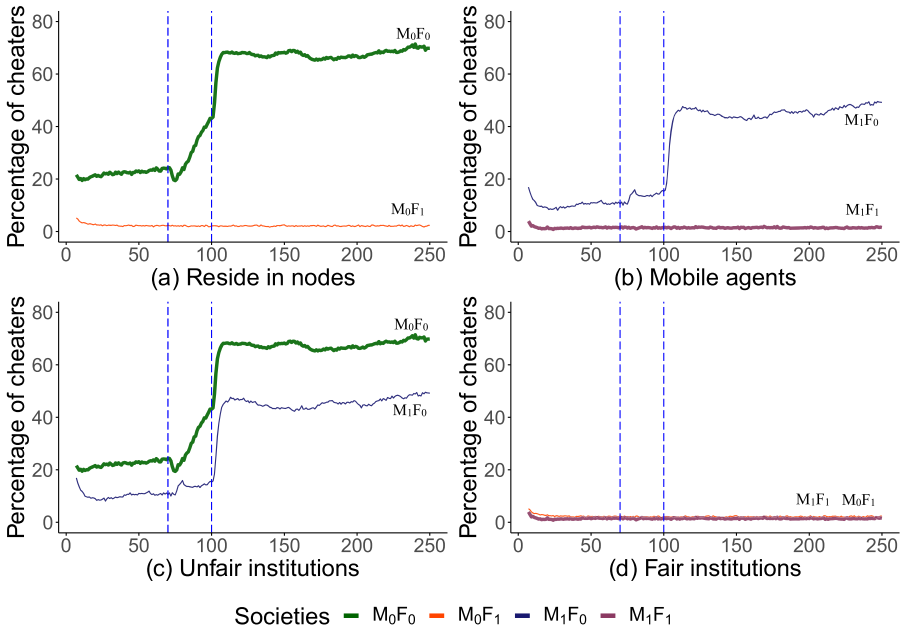 Percentage of cheaters
80
60
40
20
0
M₀F₀
M₀F₁
0 50 100 150 200 250
(a) Reside in nodes
Percentage of cheaters
80
60
40
20
0
M₁F₀
M₁F₁
0 50 100 150 200 250
(b) Mobile agents
Percentage of cheaters
80
60
40
20
0
M₀F₀
M₁F₀
0 50 100 150 200 250
(c) Unfair institutions
Percentage of cheaters
80
60
40
20
0
M₁F₁ M₀F₁
0 50 100 150 200 250
(d) Fair institutions
Societies M₀F₀ M₀F₁ M₁F₀ M₁F₁